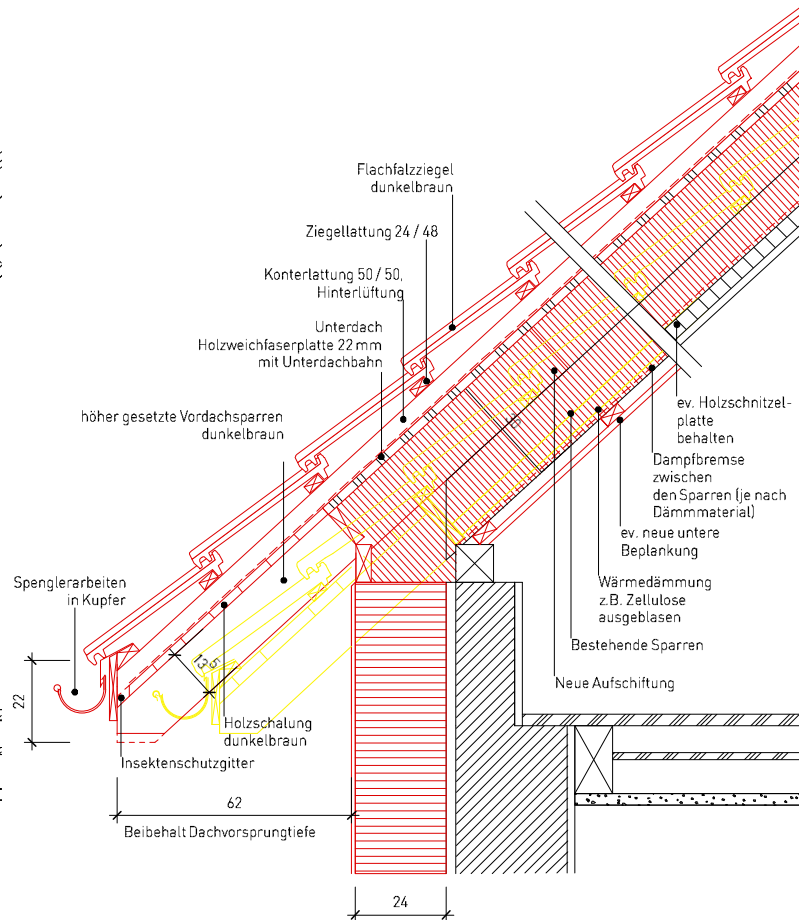 Flachfalzziegel
dunkelbraun
Ziegellattung 24 / 48
Konterlattung 50 / 50,
Hinterlüftung
Unterdach
Holzweichfaserplatte 22 mm
mit Unterdachbahn
höher gesetzte Vordachsparren
dunkelbraun
ev. Holzschnitzel-
platte
behalten
Dampfbremse
zwischen
den Sparren (je nach
Dämmmaterial)
ev. neue untere
Beplankung
Spenglerarbeiten
in Kupfer
Wärmedämmung
z.B. Zellulose
ausgeblasen
Bestehende Sparren
Neue Aufschiftung
13.5
22
Holzschalung
dunkelbraun
Insektenschutzgitter
62
Beibehalt Dachvorsprungtiefe
24